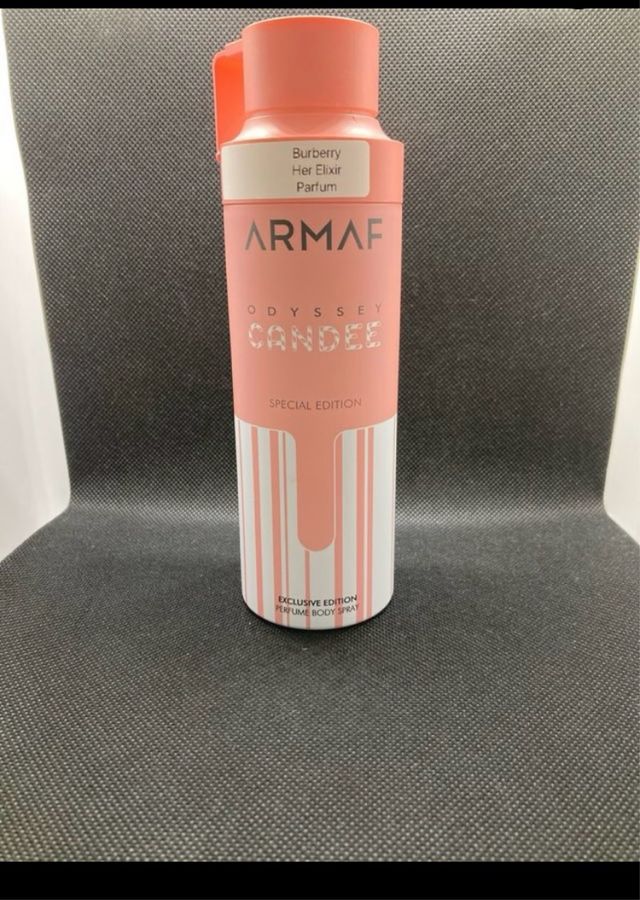 Burberry
Her Elixir
Parfum
ARMAF
ODYSSEY
CANDEE
SPECIAL EDITION
EXCLUSIVE EDITION
PERFUME BODY SPRAY